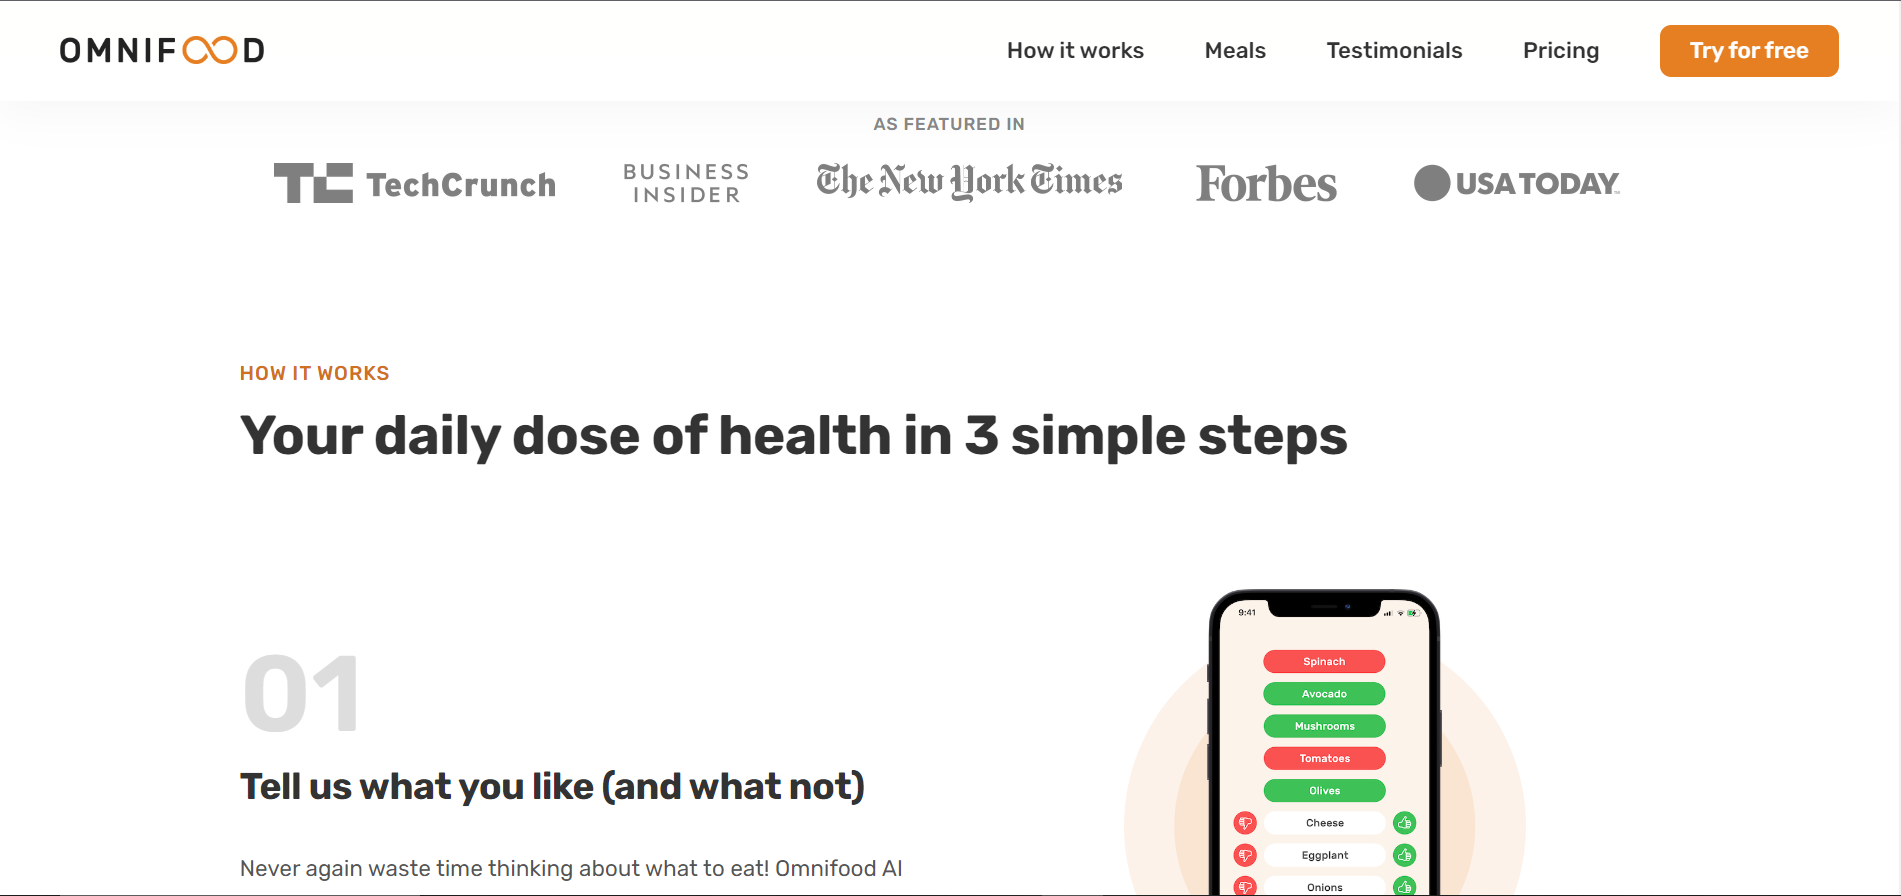 OMNIFOOD
How it works
Meals
Testimonials
Pricing
Try for free
AS FEATURED IN
TC TechCrunch
BUSINESS
INSIDER
The New York Times
Forbes
USA TODAY
HOW IT WORKS
Your daily dose of health in 3 simple steps
01
Tell us what you like (and what not)
Never again waste time thinking about what to eat! Omnifood AI
9:41
Spinach
Avocado
Mushrooms
Tomatoes
Olives
Cheese
Eggplant
Onions